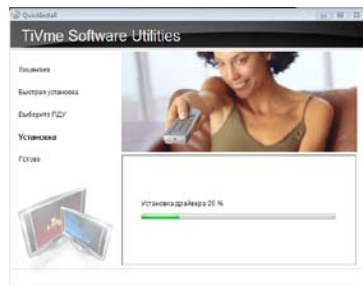 QuickInstall
TiVme Software Utilities
Лицензия
Быстрая установка
Выберите ПДУ
Установка
Готово
Установка драйвера 20 %